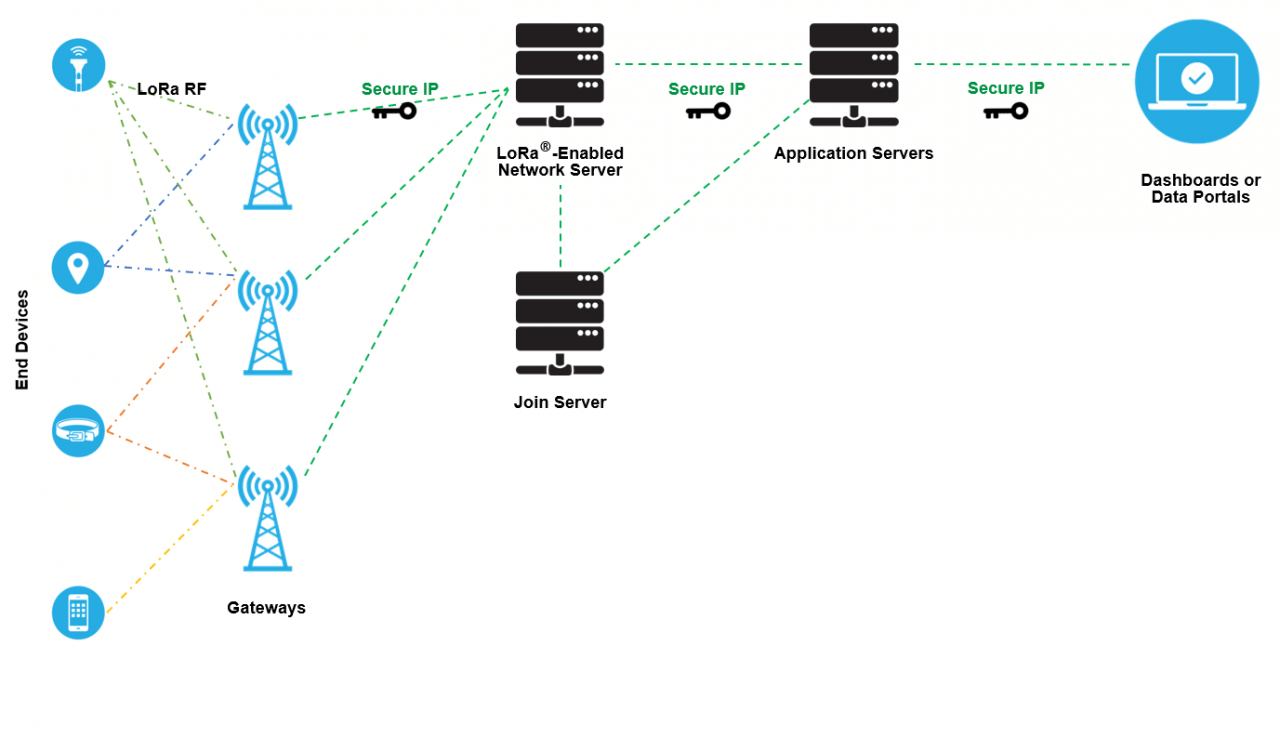 LoRa RF
Secure IP
Secure IP
Secure IP
LoRa®-Enabled
Network Server
Application Servers
Dashboards or
Data Portals
End Devices
Join Server
Gateways